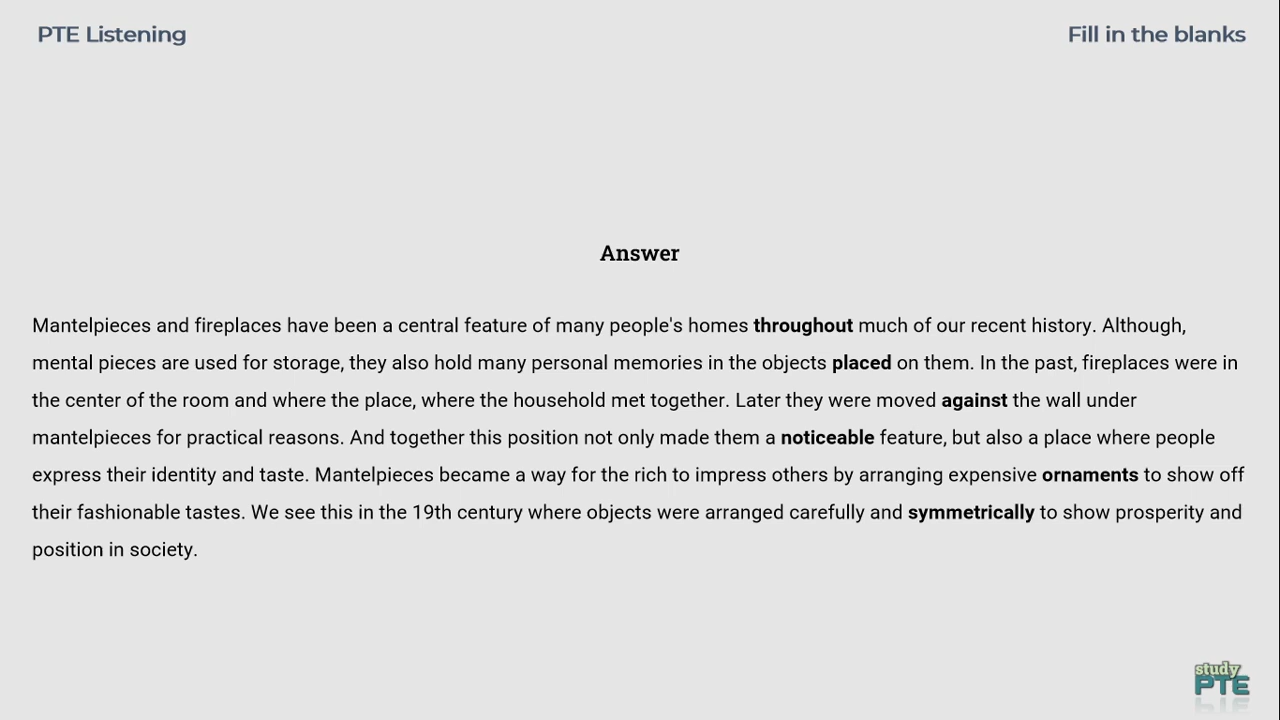 PTE Listening
Fill in the blanks
Answer
Mantelpieces and fireplaces have been a central feature of many people's homes throughout much of our recent history. Although,
mental pieces are used for storage, they also hold many personal memories in the objects placed on them. In the past, fireplaces were in
the center of the room and where the place, where the household met together. Later they were moved against the wall under
mantelpieces for practical reasons. And together this position not only made them a noticeable feature, but also a place where people
express their identity and taste. Mantelpieces became a way for the rich to impress others by arranging expensive ornaments to show off
their fashionable tastes. We see this in the 19th century where objects were arranged carefully and symmetrically to show prosperity and
position in society.
study
PTE